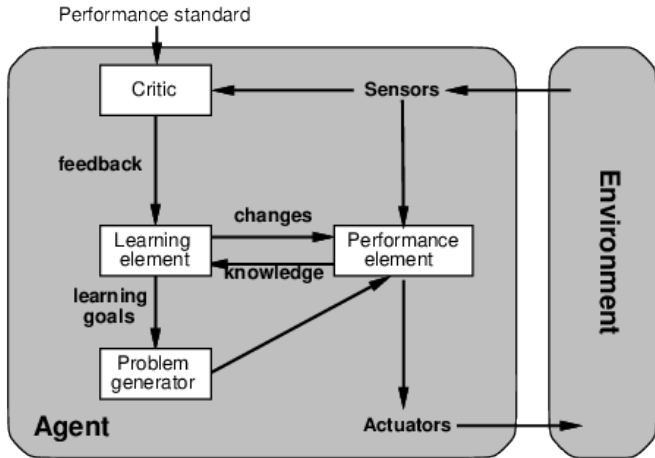 Performance standard
Critic
Sensors
feedback
changes
Learning
element
Performance
element
knowledge
learning
goals
Problem
generator
Agent
Actuators
Environment